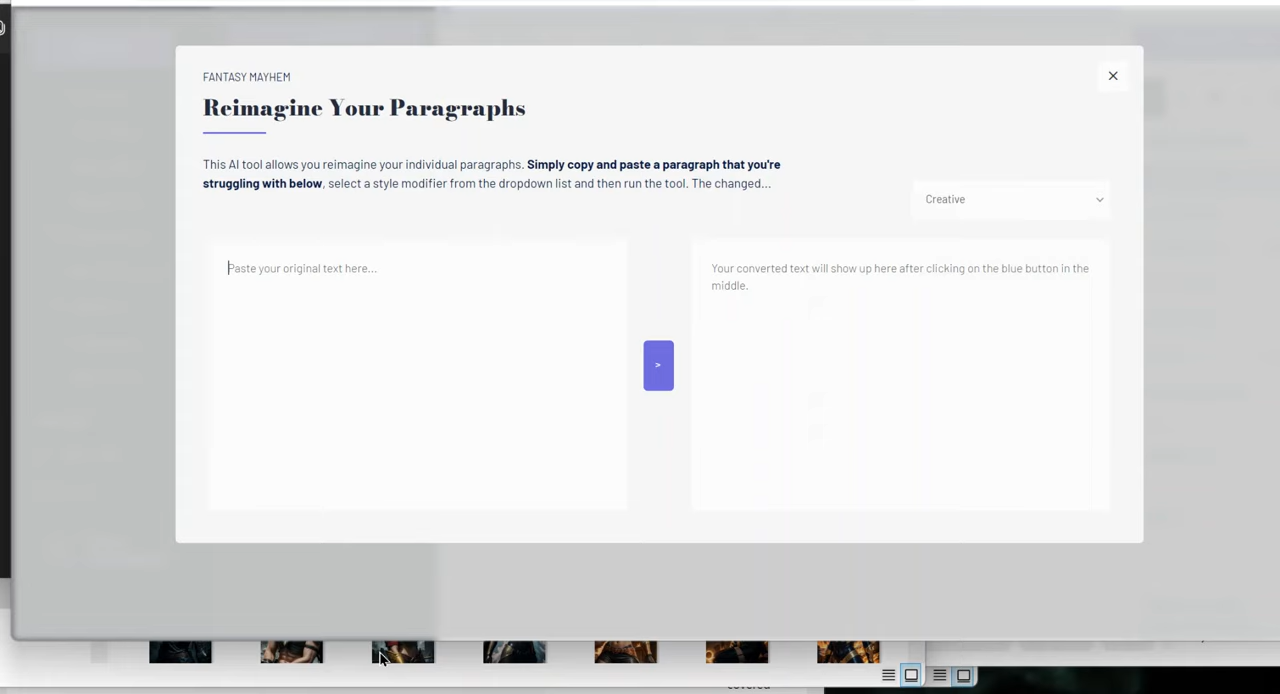 FANTASY MAYHEM
Reimagine Your Paragraphs
This AI tool allows you reimagine your individual paragraphs. Simply copy and paste a paragraph that you're
struggling with below, select a style modifier from the dropdown list and then run the tool. The changed...
Creative
Paste your original text here...
Your converted text will show up here after clicking on the blue button in the
middle.
>
covered